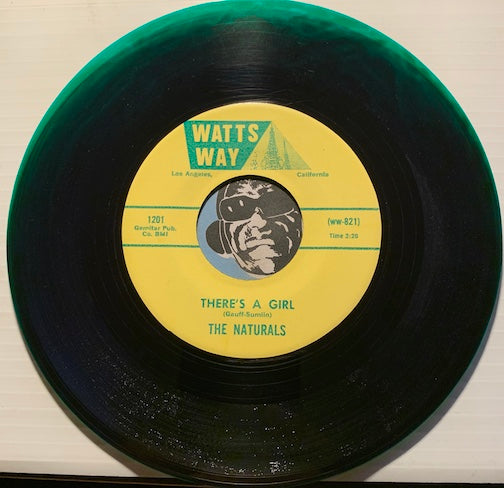 WATTS
WAY
Los Angeles, California
1201
Gamitar Pub.
Co. BMI
(ww-821)
Time 2:20
THERE'S A GIRL
(Gauff-Sumlin)
THE NATURALS